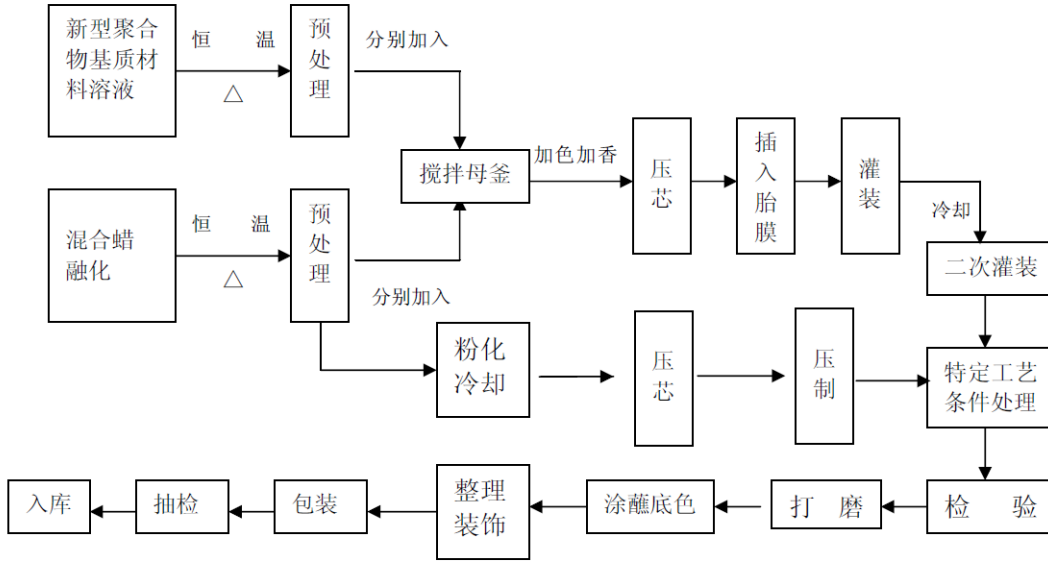 新型聚合
物基质材
料溶液
恒 温
△
预
处
理
分别加入
混合蜡
融化
恒 温
△
预
处
理
分别加入
搅拌母釜
加色加香
压
芯
插
入
胎
膜
灌
装
冷却
二次灌装
粉化
冷却
压
芯
压
制
特定工艺
条件处理
检 验
打 磨
涂蘸底色
整理
装饰
包装
抽检
入库